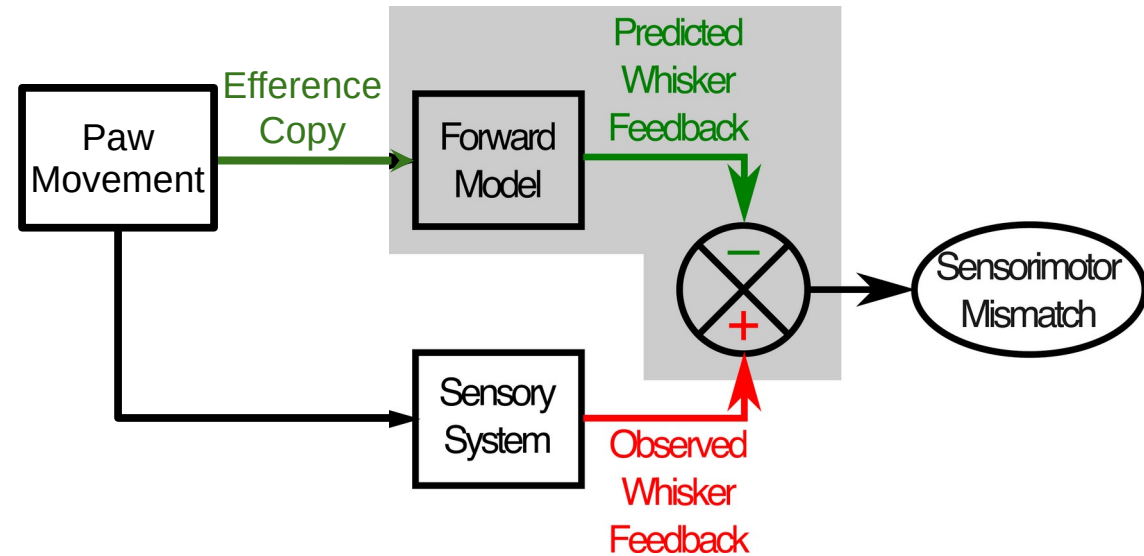 Paw
Movement
Efference
Copy
Forward
Model
Predicted
Whisker
Feedback
−
+
Sensorimotor
Mismatch
Sensory
System
Observed
Whisker
Feedback